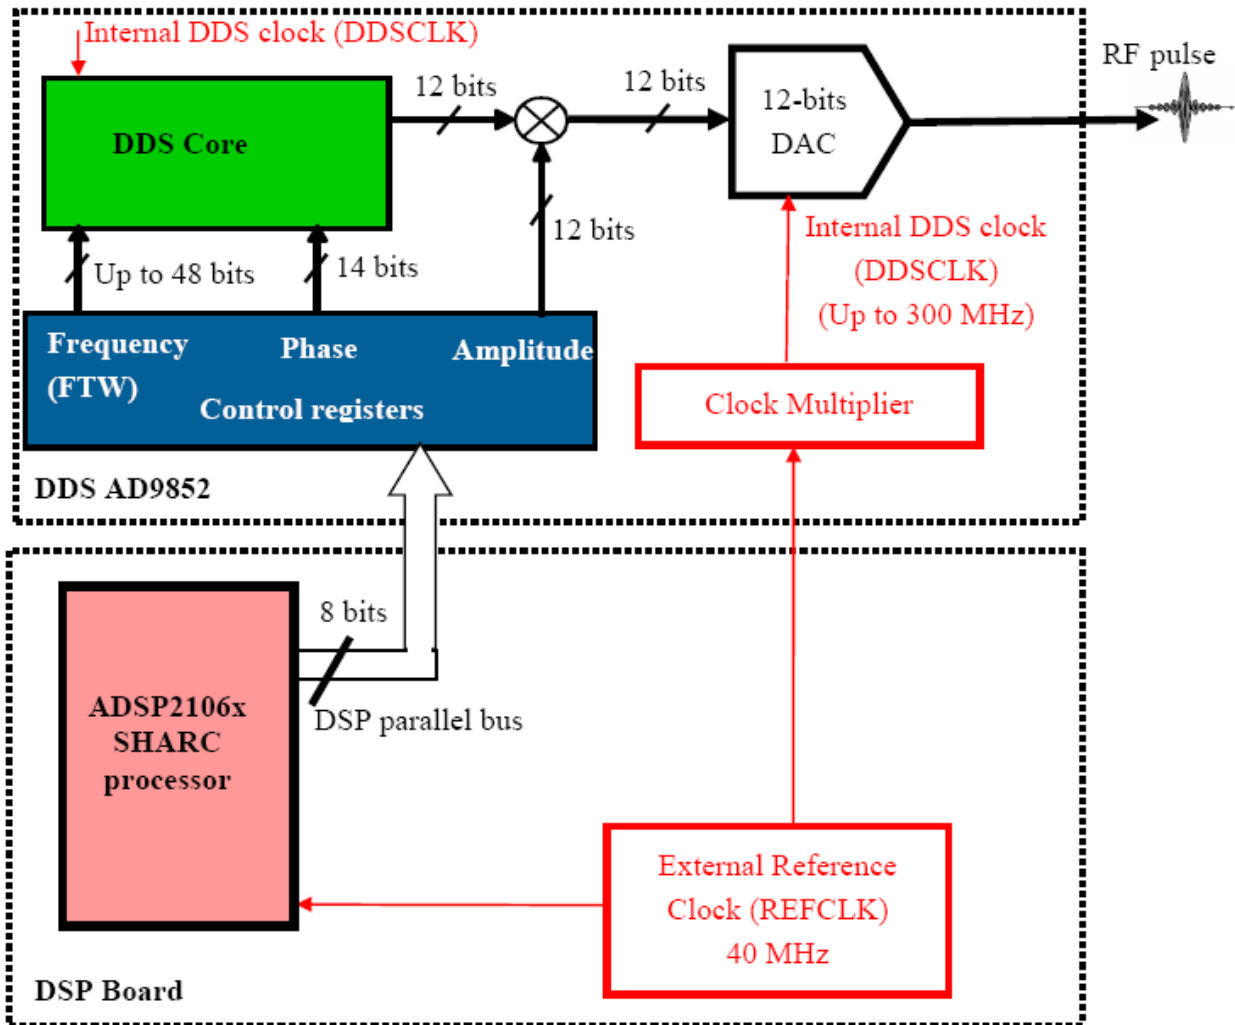 Internal DDS clock (DDSCLK)
RF pulse
12 bits
12 bits
12-bits
DAC
DDS Core
12 bits
Internal DDS clock
(DDSCLK)
(Up to 300 MHz)
Up to 48 bits
14 bits
Frequency
(FTW)
Phase
Amplitude
Control registers
Clock Multiplier
DDS AD9852
8 bits
ADSP2106x
SHARC
processor
DSP parallel bus
External Reference
Clock (REFCLK)
40 MHz
DSP Board